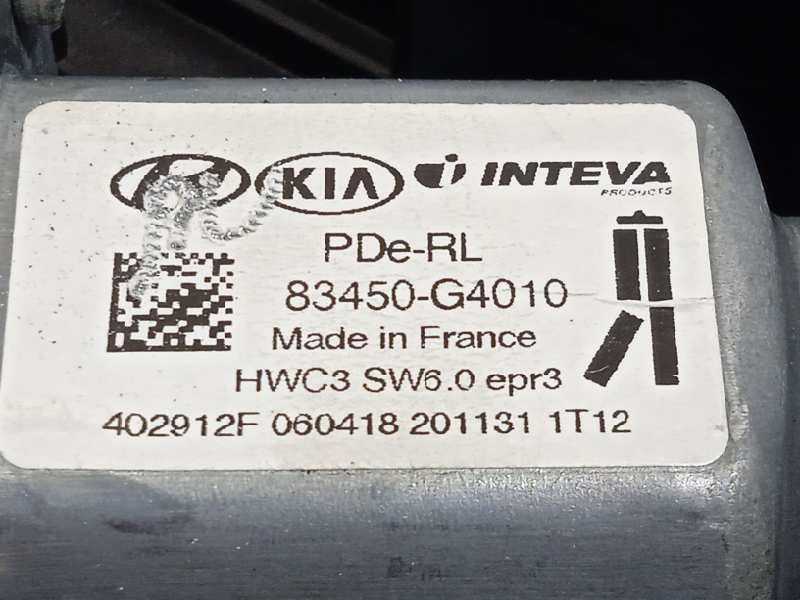 KIA INTEVA
PRODUCTS
PDe-RL
83450-G4010
Made in France
HWC3 SW6.0 epr3
402912F 060418 201131 1T12